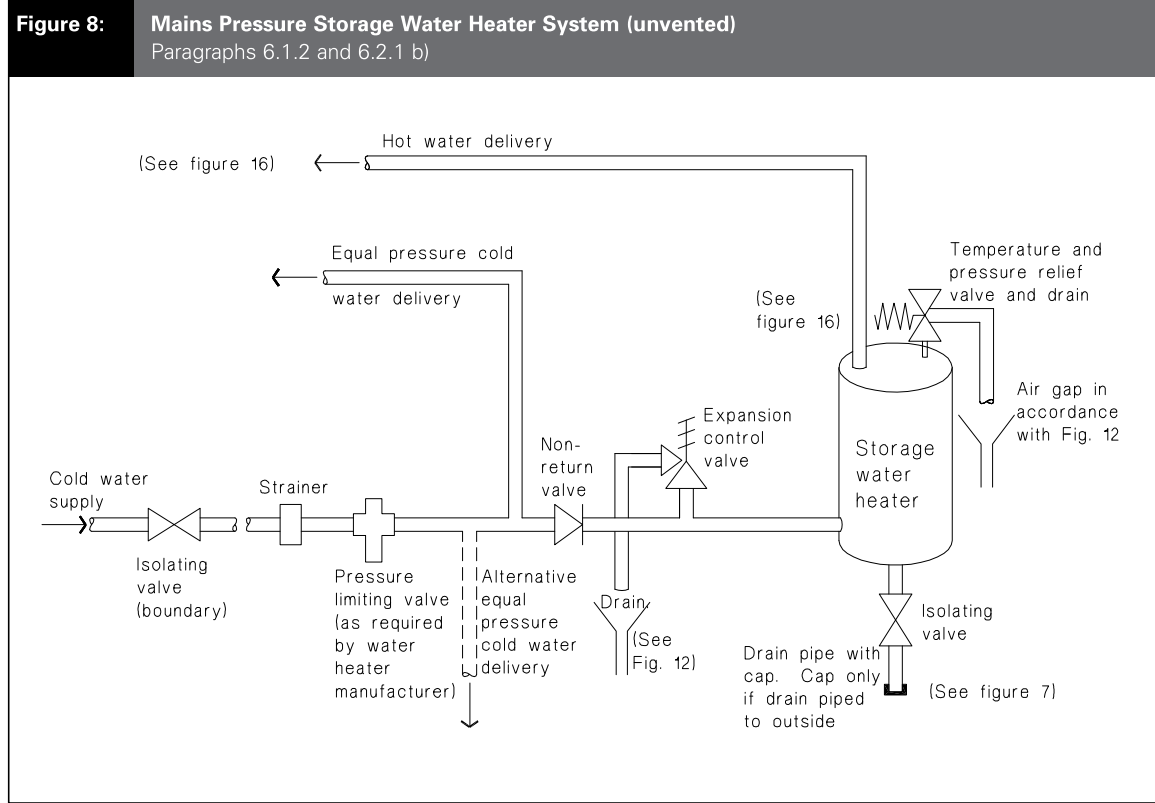 Figure 8:
Mains Pressure Storage Water Heater System (unvented)
Paragraphs 6.1.2 and 6.2.1 b)
Hot water delivery
(See figure 16)
Equal pressure cold
water delivery
Temperature and
pressure relief
valve and drain
(See
figure 16)
Air gap in
accordance
with Fig. 12
Expansion
control
valve
Non-
return
valve
Storage
water
heater
Cold water
supply
Strainer
Isolating
valve
(boundary)
Pressure
limiting valve
(as required
by water
heater
manufacturer)
Alternative
equal
pressure
cold water
delivery
Drain
(See
Fig. 12)
Isolating
valve
Drain pipe with
cap. Cap only
if drain piped
to outside
(See figure 7)